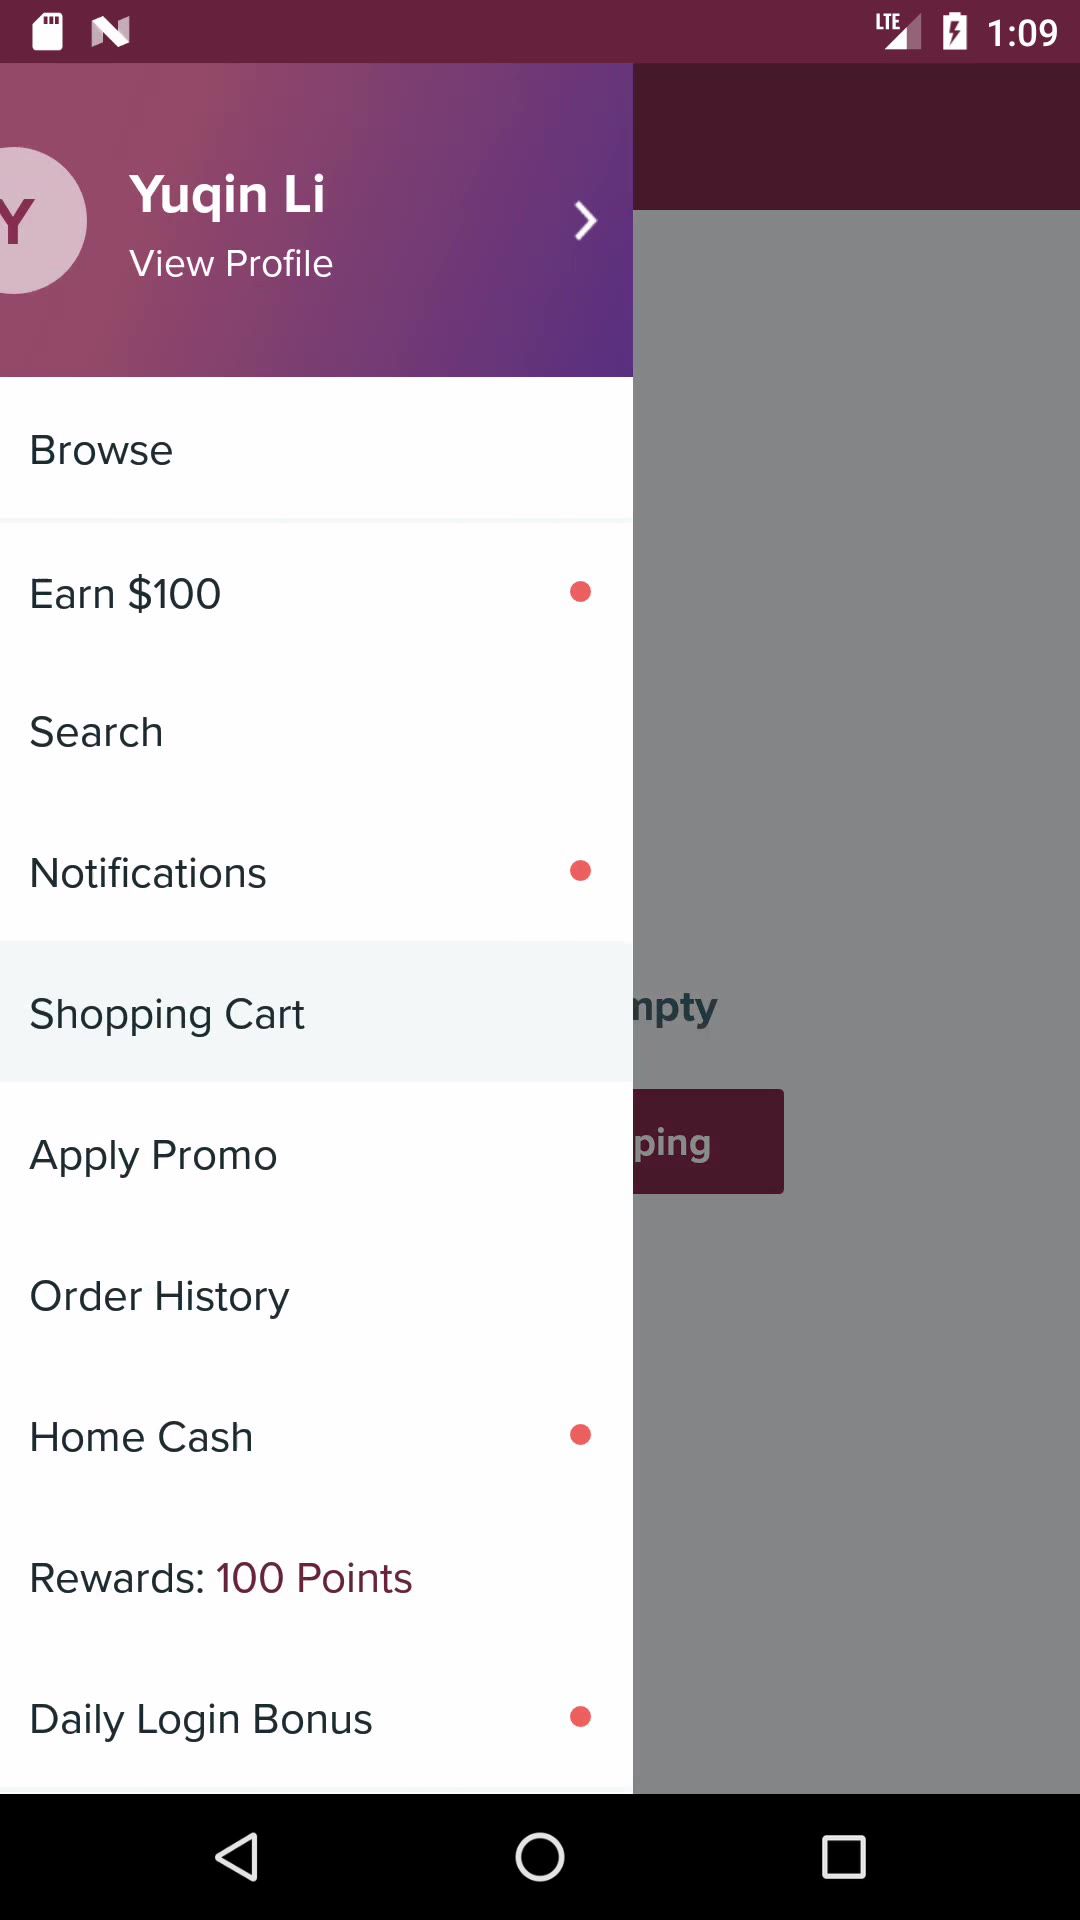 LTE 1:09
Y
Yuqin Li
View Profile
Browse
Earn $100
Search
Notifications
Shopping Cart
mpty
Apply Promo
ping
Order History
Home Cash
Rewards: 100 Points
Daily Login Bonus